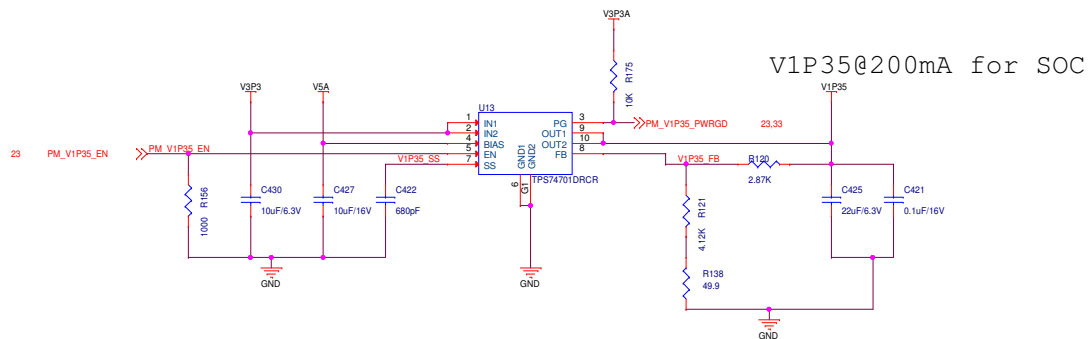 V3P3A
V1P35@200mA for SOC
V3P3
V5A
V1P35
R175
10K
U13
1
IN1
PG
3
PM_V1P35_PWRGD
23,33
2
IN2
OUT1
9
4
BIAS
OUT2
10
23
PM_V1P35_EN
PM_V1P35_EN
5
EN
FB
8
V1P35_SS
7
SS
GND1
GND2
V1P35_FB
R120
2.87K
6
G1
TPS74701DRCR
R156
1000
C430
10uF/6.3V
C427
10uF/16V
C422
680pF
R121
4.12K
C425
22uF/6.3V
C421
0.1uF/16V
R138
49.9
GND
GND
GND